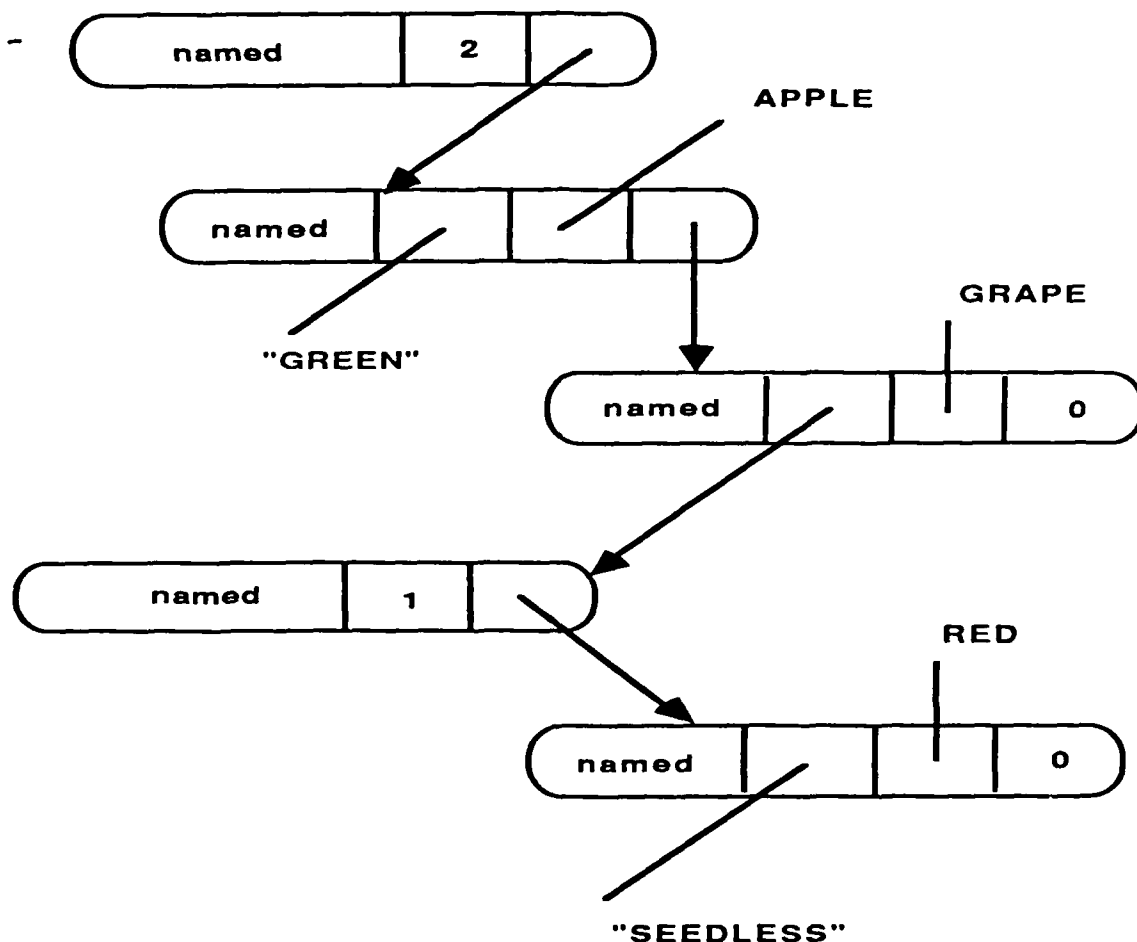 named 2
APPLE
named
"GREEN"
GRAPE
named 0
named 1
RED
named 0
"SEEDLESS"